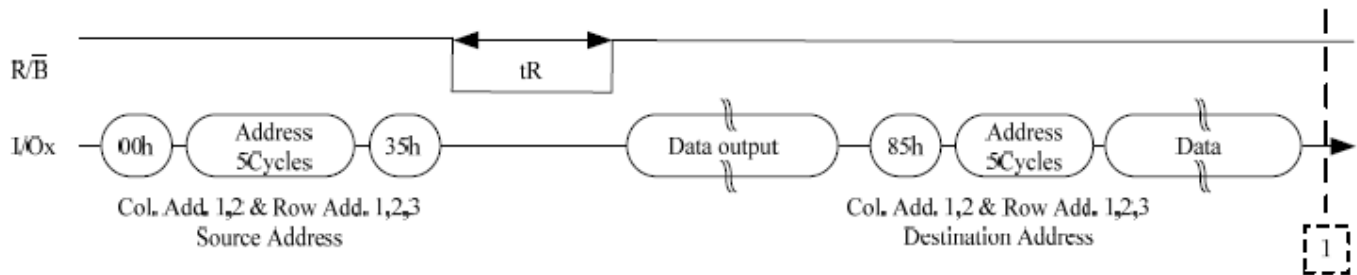 R/B
tR
I/Ox
00h
Address
5Cycles
35h
Data output
85h
Address
5Cycles
Data
Col. Add. 1,2 & Row Add. 1,2,3
Source Address
Col. Add. 1,2 & Row Add. 1,2,3
Destination Address
1